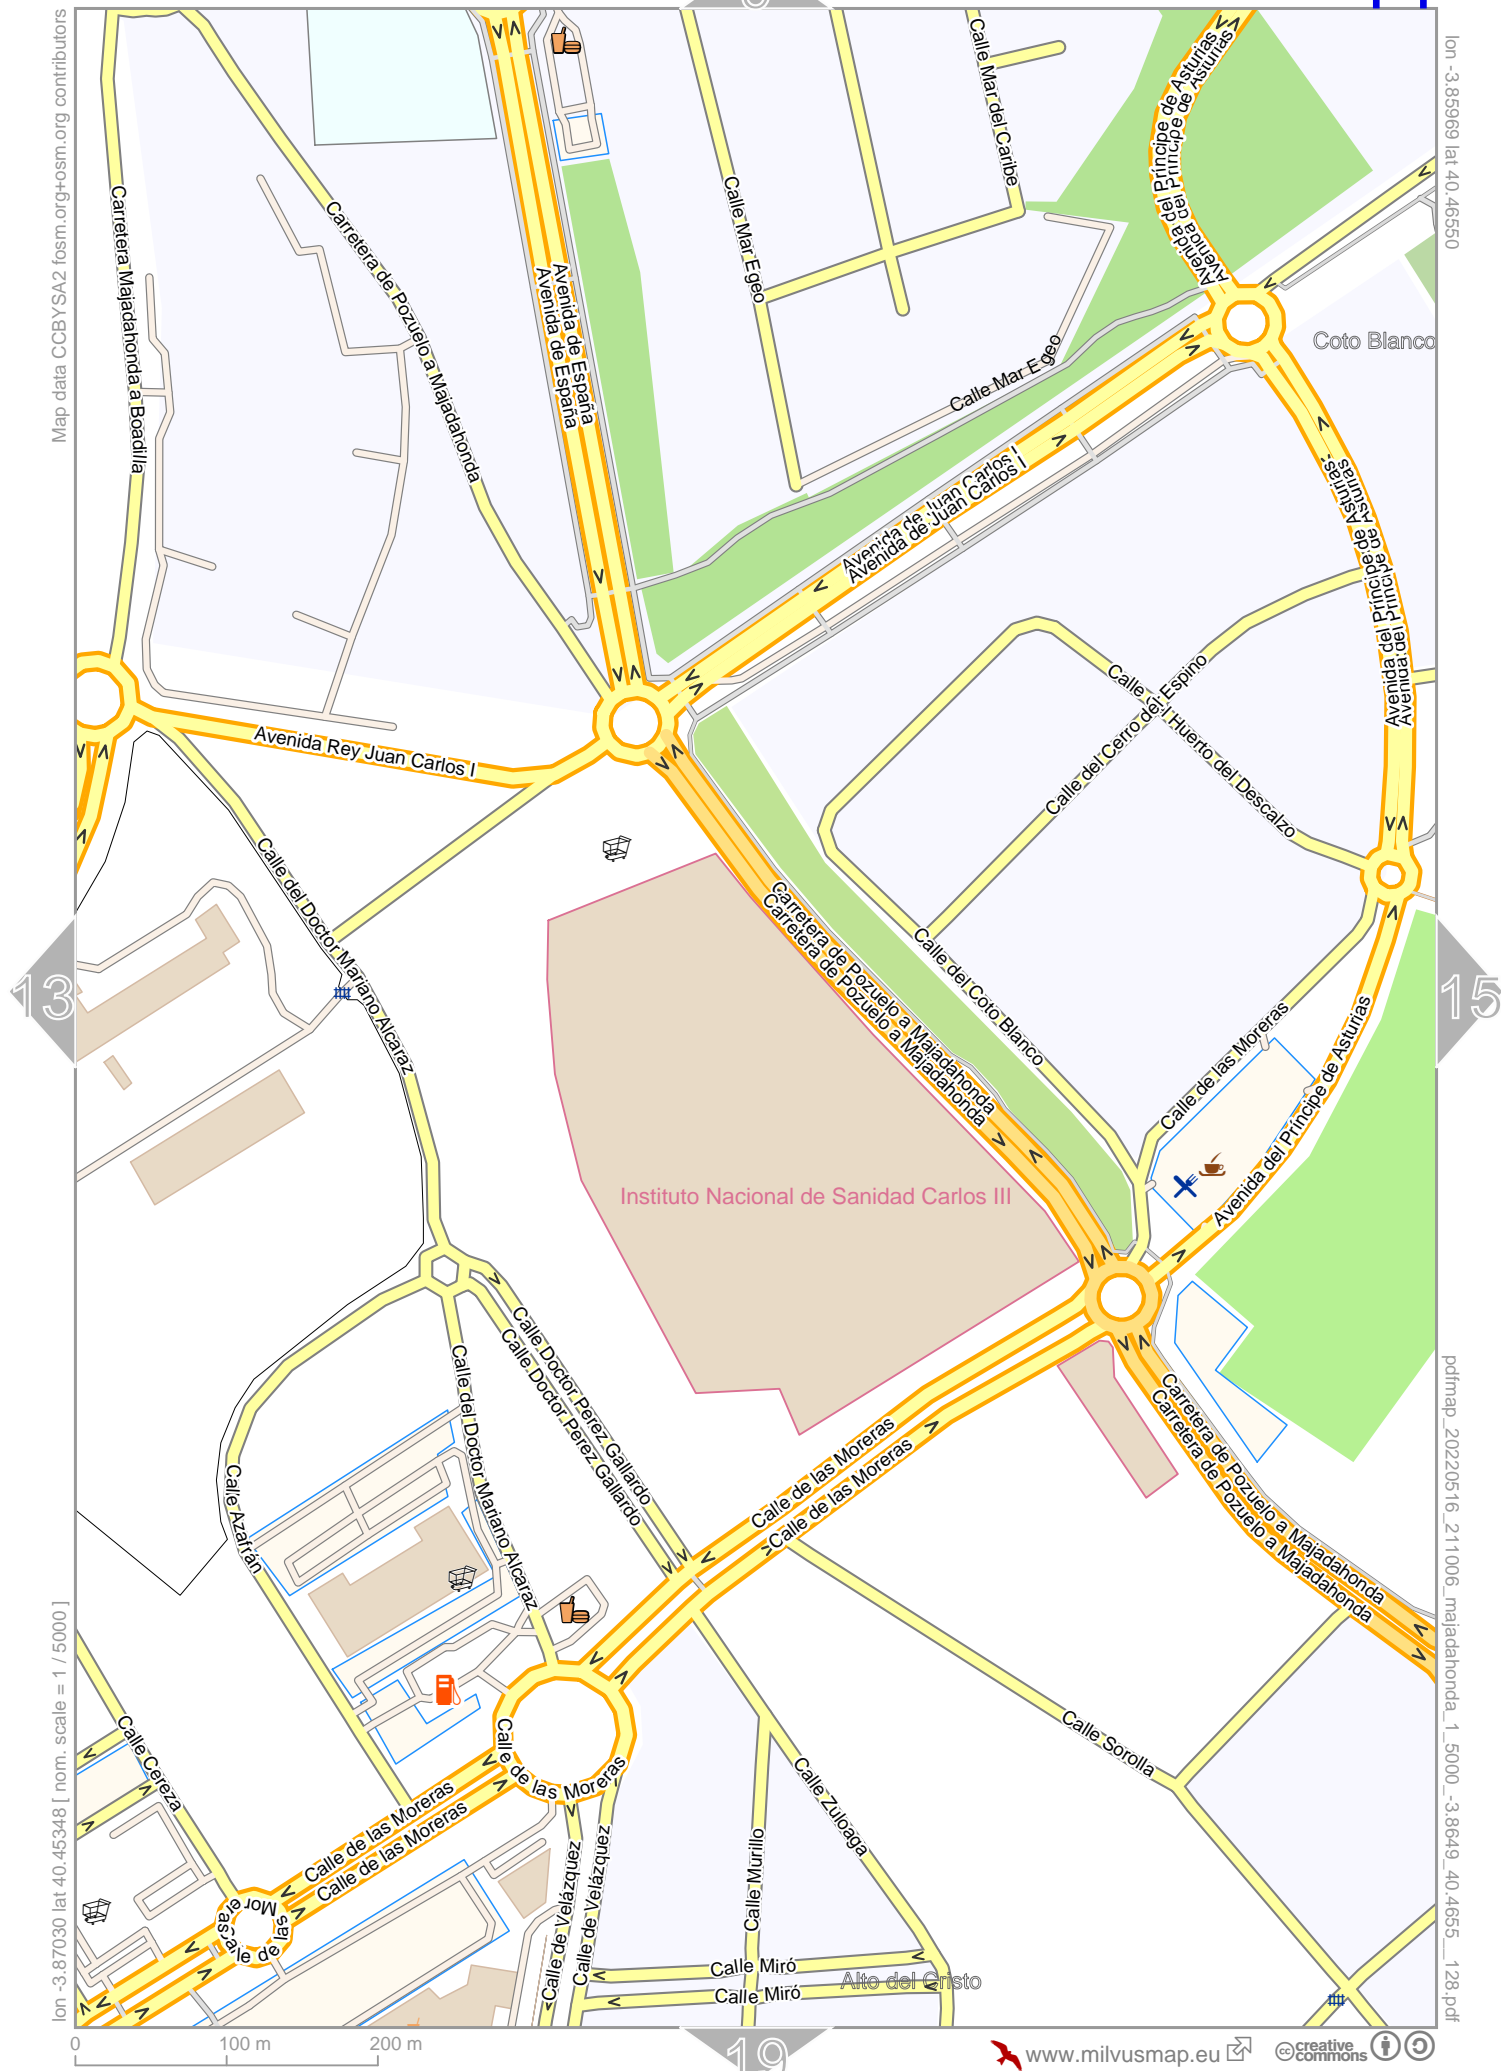 Map data CCBYSA2 fosm.org+osm.org contributors
lon -3.85969 lat 40.46550
Calle Mar del Caribe
Avenida del Príncipe de Asturias
Avenida del Príncipe de Asturias
Carretera Majadahonda a Boadilla
Carretera de Pozuelo a Majadahonda
Calle Mar Egeo
Avenida de España
Avenida de España
Coto Blanco
Calle Mar Egeo
Avenida de Juan Carlos I
Avenida de Juan Carlos I
Avenida del Príncipe de Asturias
Avenida del Príncipe de Asturias
Calle del Huerto del Descalzo
Calle del Cerro del Espino
Avenida Rey Juan Carlos I
Calle del Doctor Mariano Alcaraz
Carretera de Pozuelo a Majadahonda
Carretera de Pozuelo a Majadahonda
Calle del Coto Blanco
13
15
Calle de las Moreras
Avenida del Príncipe de Asturias
Instituto Nacional de Sanidad Carlos III
Calle Doctor Perez Gallardo
Calle Doctor Perez Gallardo
Calle del Doctor Mariano Alcaraz
Calle Azafrán
Calle de las Moreras
Calle de las Moreras
Carretera de Pozuelo a Majadahonda
Carretera de Pozuelo a Majadahonda
Calle Cereza
Calle de las Moreras
Calle Sorolla
Calle Zuloaga
Calle de las Moreras
Calle de las Moreras
Calle Murillo
Calle de Velázquez
Calle de Velázquez
Calle de las Moreras
Calle Miró
Calle Miró
Alto del Cristo
lon -3.87030 lat 40.45348 [ nom. scale = 1 / 5000 ]
pdfmap_20220516_211006_majadahonda_1_5000_-3.8649_40.4655__128.pdf
0 100 m 200 m
19
www.milvusmap.eu
creative commons